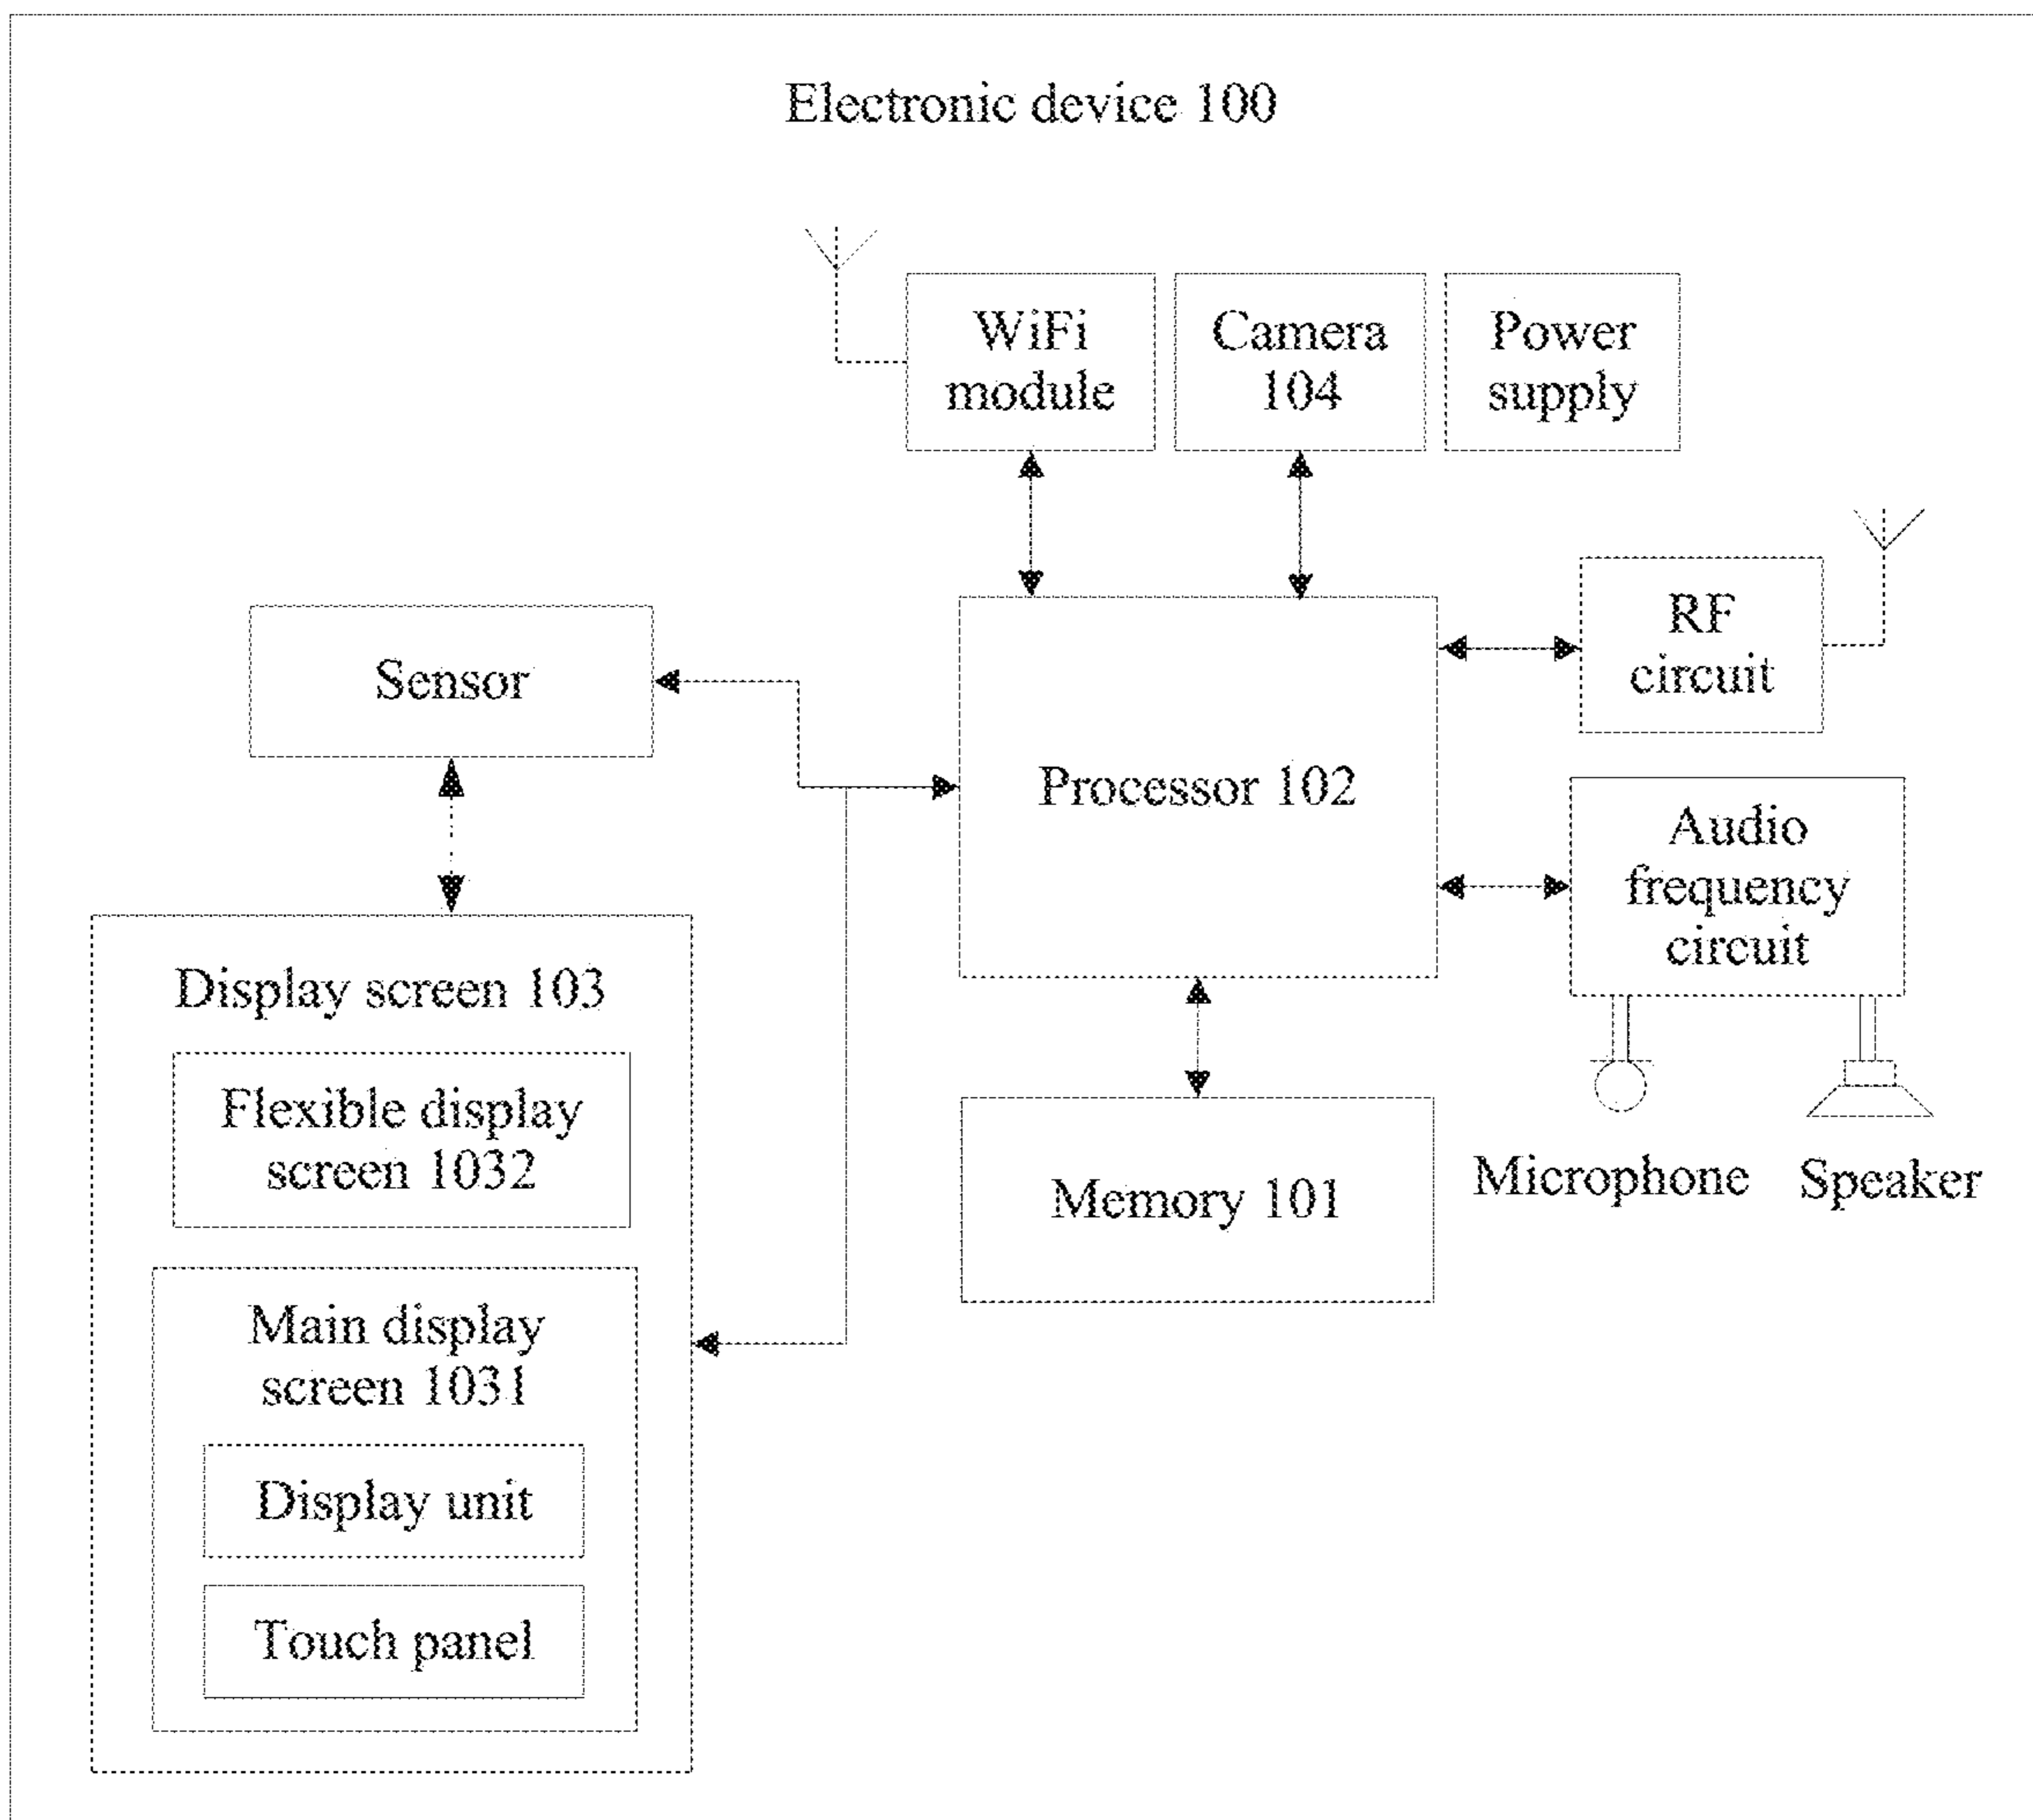 Electronic device 100
WiFi
module
Camera
104
Power
supply
RF
circuit
Sensor
Processor 102
Audio
frequency
circuit
Display screen 103
Flexible display
screen 1032
Microphone
Speaker
Memory 101
Main display
screen 1031
Display unit
Touch panel